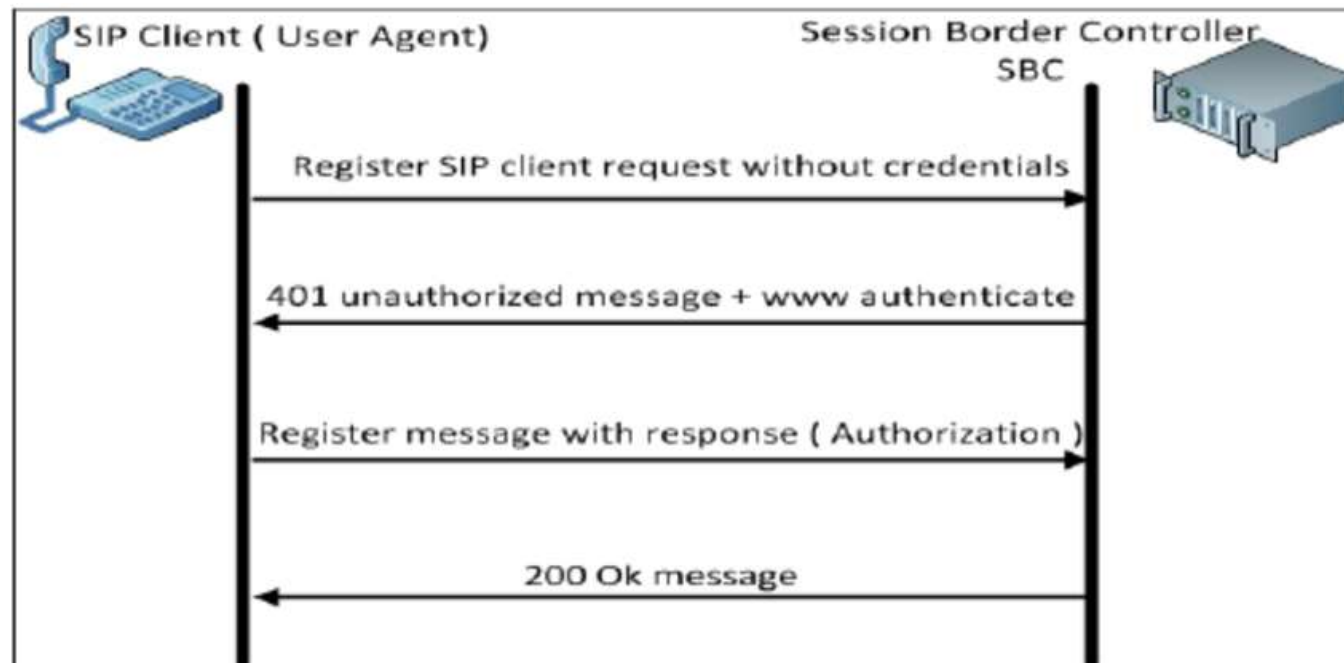 SIP Client ( User Agent)
Session Border Controller
SBC
Register SIP client request without credentials
401 unauthorized message + www authenticate
Register message with response ( Authorization )
200 Ok message